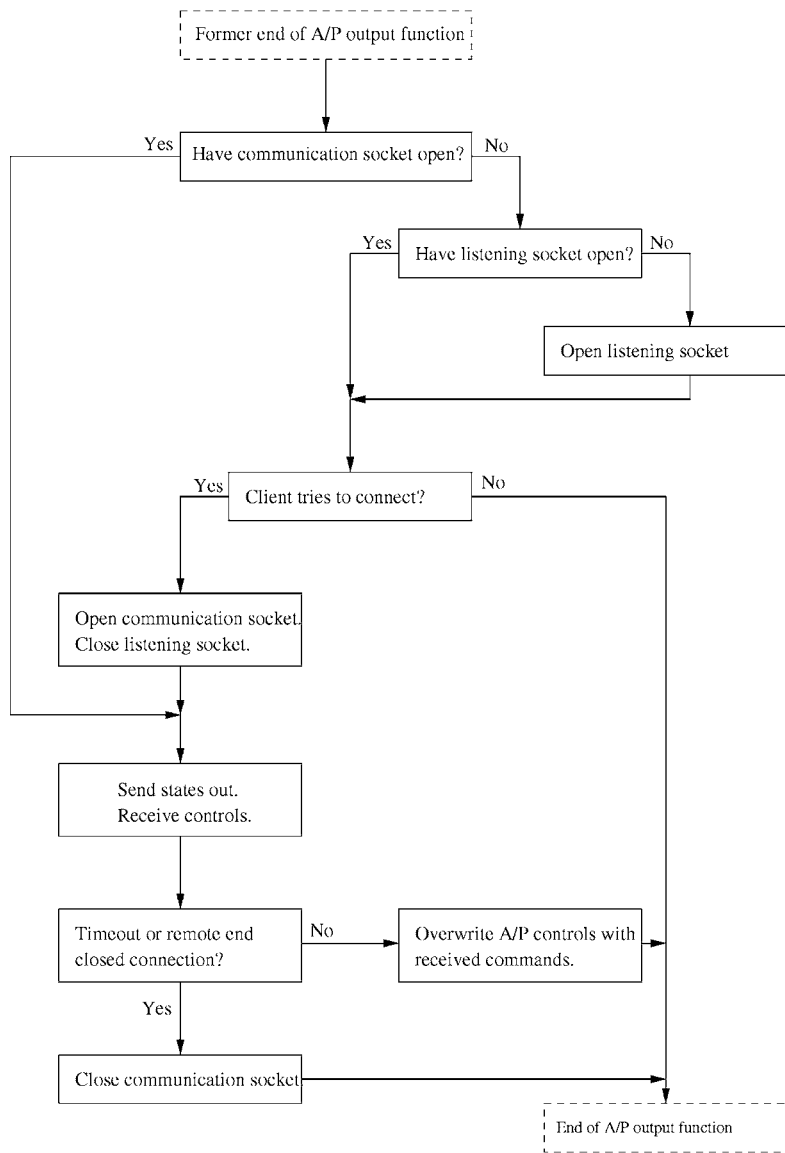 Former end of A/P output function
Yes
Have communication socket open?
No
Yes
Have listening socket open?
No
Open listening socket
Yes
Client tries to connect?
No
Open communication socket.
Close listening socket.
Send states out.
Receive controls.
Timeout or remote end
closed connection?
No
Overwrite A/P controls with
received commands.
Yes
Close communication socket
End of A/P output function